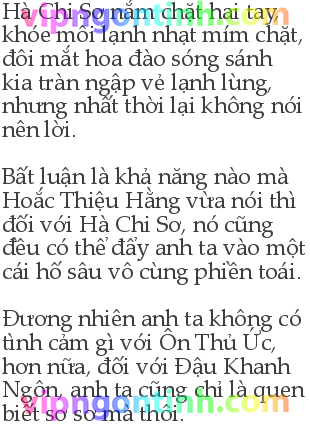 Hà Chi Sơ nắm chặt hai tay,
khóe môi lạnh nhạt mím chặt,
đôi mắt hoa đào sóng sánh
kia tràn ngập vẻ lạnh lùng,
nhưng nhất thời lại không nói
nên lời.
Bất luận là khả năng nào mà
Hoắc Thiệu Hằng vừa nói thì
đối với Hà Chi Sơ, nó cũng
đều có thể đẩy anh ta vào một
cái hố sâu vô cùng phiền toái.
Đương nhiên anh ta không có
tình cảm gì với Ôn Thủ Ức,
hơn nữa, đối với Đậu Khanh
Ngôn, anh ta cũng chỉ là quen
biết sơ sơ mà thôi.
vipngontinh.com
vipngontinh.com
vipngontinh.com